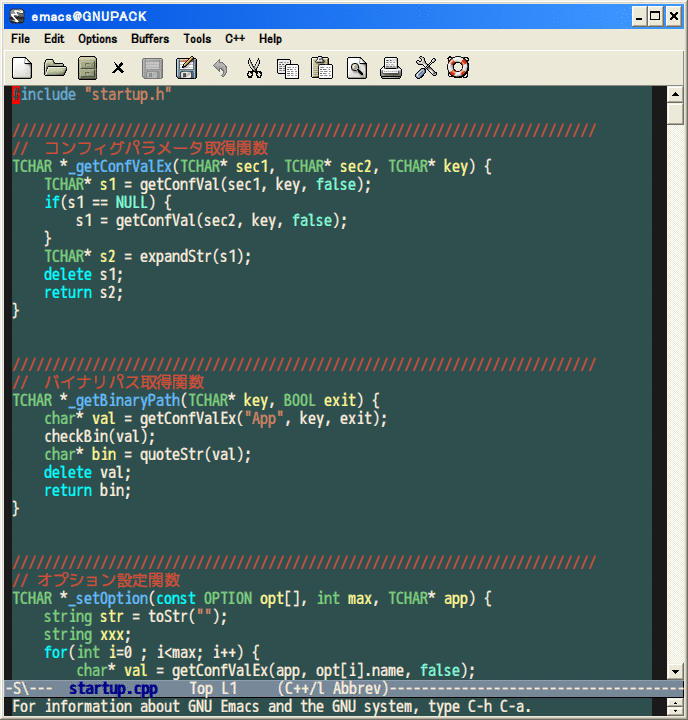 emacs@GNUPACK
File Edit Options Buffers Tools C++ Help
#include "startup.h"
/////////////////////////////////////////////////////////////////////////
//  コンフィグパラメータ取得関数
TCHAR *_getConfValEx(TCHAR* sec1, TCHAR* sec2, TCHAR* key) {
    TCHAR* s1 = getConfVal(sec1, key, false);
    if(s1 == NULL) {
        s1 = getConfVal(sec2, key, false);
    }
    TCHAR* s2 = expandStr(s1);
    delete s1;
    return s2;
}
/////////////////////////////////////////////////////////////////////////
//  バイナリパス取得関数
TCHAR *_getBinaryPath(TCHAR* key, BOOL exit) {
    char* val = getConfValEx("App", key, exit);
    checkBin(val);
    char* bin = quoteStr(val);
    delete val;
    return bin;
}
/////////////////////////////////////////////////////////////////////////
// オプション設定関数
TCHAR *_setOption(const OPTION opt[], int max, TCHAR* app) {
    string str = toStr("");
    string xxx;
    for(int i=0 ; i<max; i++) {
        char* val = getConfValEx(app, opt[i].name, false);
-S\---  startup.cpp    Top L1     (C++/l Abbrev)-------------------------------------
For information about GNU Emacs and the GNU system, type C-h C-a.